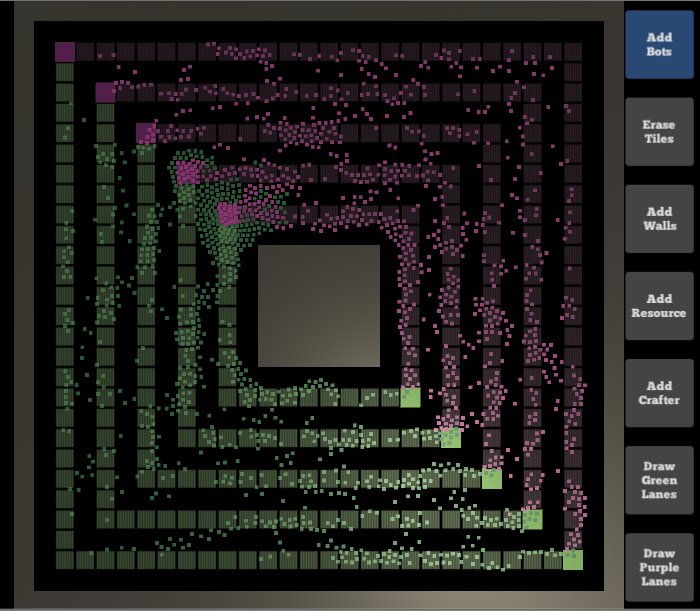 Add
Bots
Erase
Tiles
Add
Walls
Add
Resource
Add
Crafter
Draw
Green
Lanes
Draw
Purple
Lanes